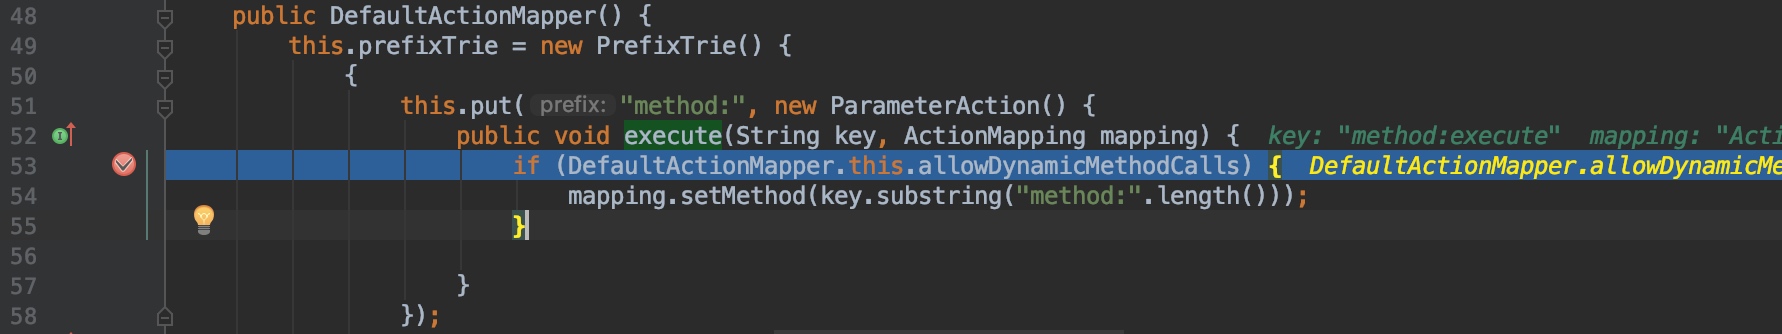 48 public DefaultActionMapper() {
49 this.prefixTrie = new PrefixTrie() {
50 {
51 this.put( prefix: "method:", new ParameterAction() {
52 public void execute(String key, ActionMapping mapping) { key: "method:execute" mapping: "Acti
53 if (DefaultActionMapper.this.allowDynamicMethodCalls) { DefaultActionMapper.allowDynamicMe
54 mapping.setMethod(key.substring("method:".length()));
55 }
56
57 }
58 });